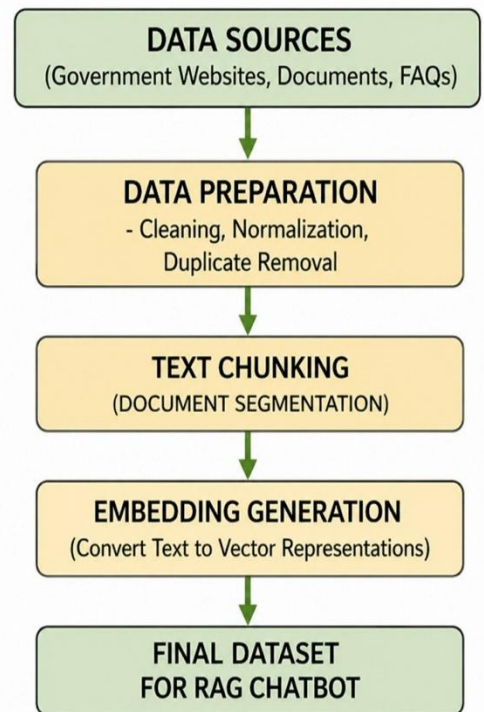 DATA SOURCES
(Government Websites, Documents, FAQs)
DATA PREPARATION
- Cleaning, Normalization,
Duplicate Removal
TEXT CHUNKING
(DOCUMENT SEGMENTATION)
EMBEDDING GENERATION
(Convert Text to Vector Representations)
FINAL DATASET
FOR RAG CHATBOT